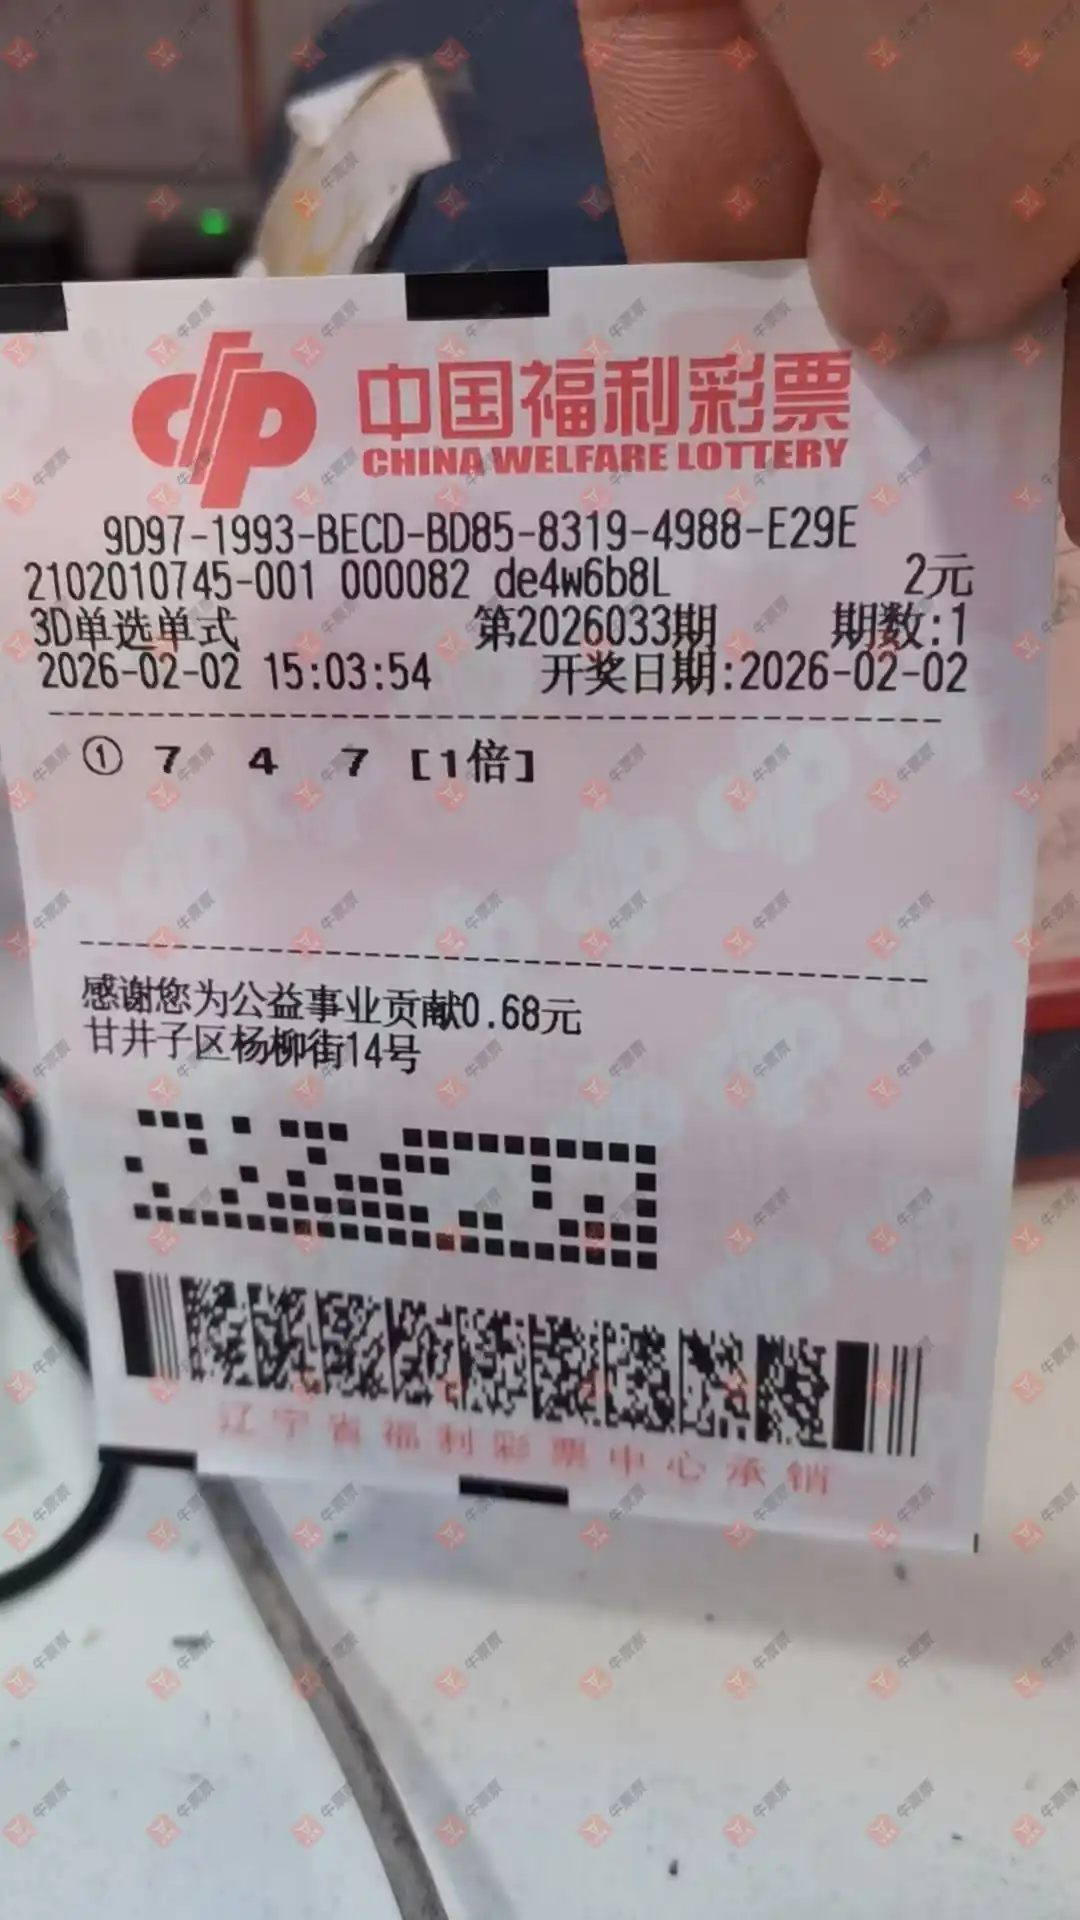 中国福利彩票
CHINA WELFARE LOTTERY
9D97-1993-BECD-BD85-8319-4988-E29E
2102010745-001 000082 de4w6b8L 2元
3D单选单式 第2026033期 期数:1
2026-02-02 15:03:54 开奖日期:2026-02-02
① 7 4 7 [1倍]
感谢您为公益事业贡献0.68元
甘井子区杨柳街14号
辽宁省福利彩票中心承销
牛票票